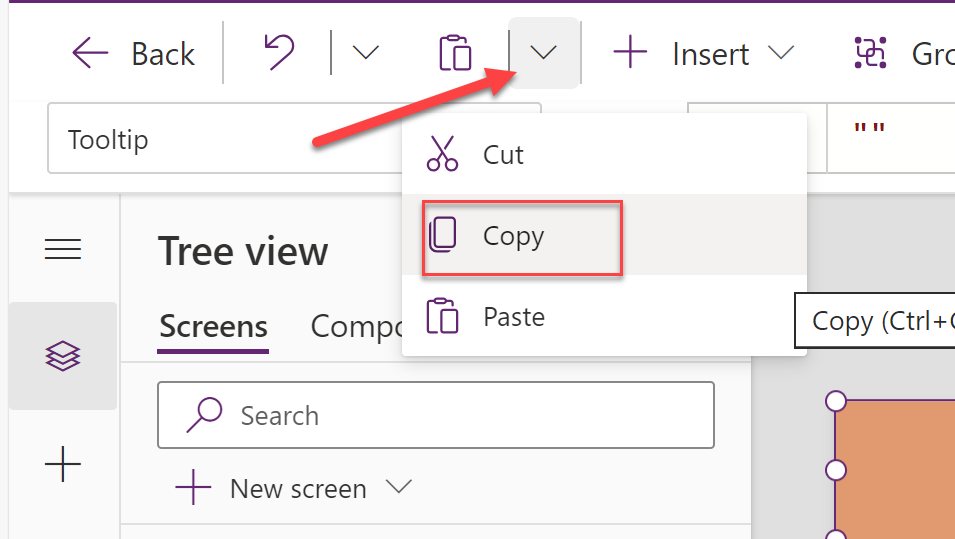 Back
Insert
Gro
Tooltip
" "
Cut
Copy
Paste
Copy (Ctrl+C
Tree view
Screens
Compo
Search
New screen